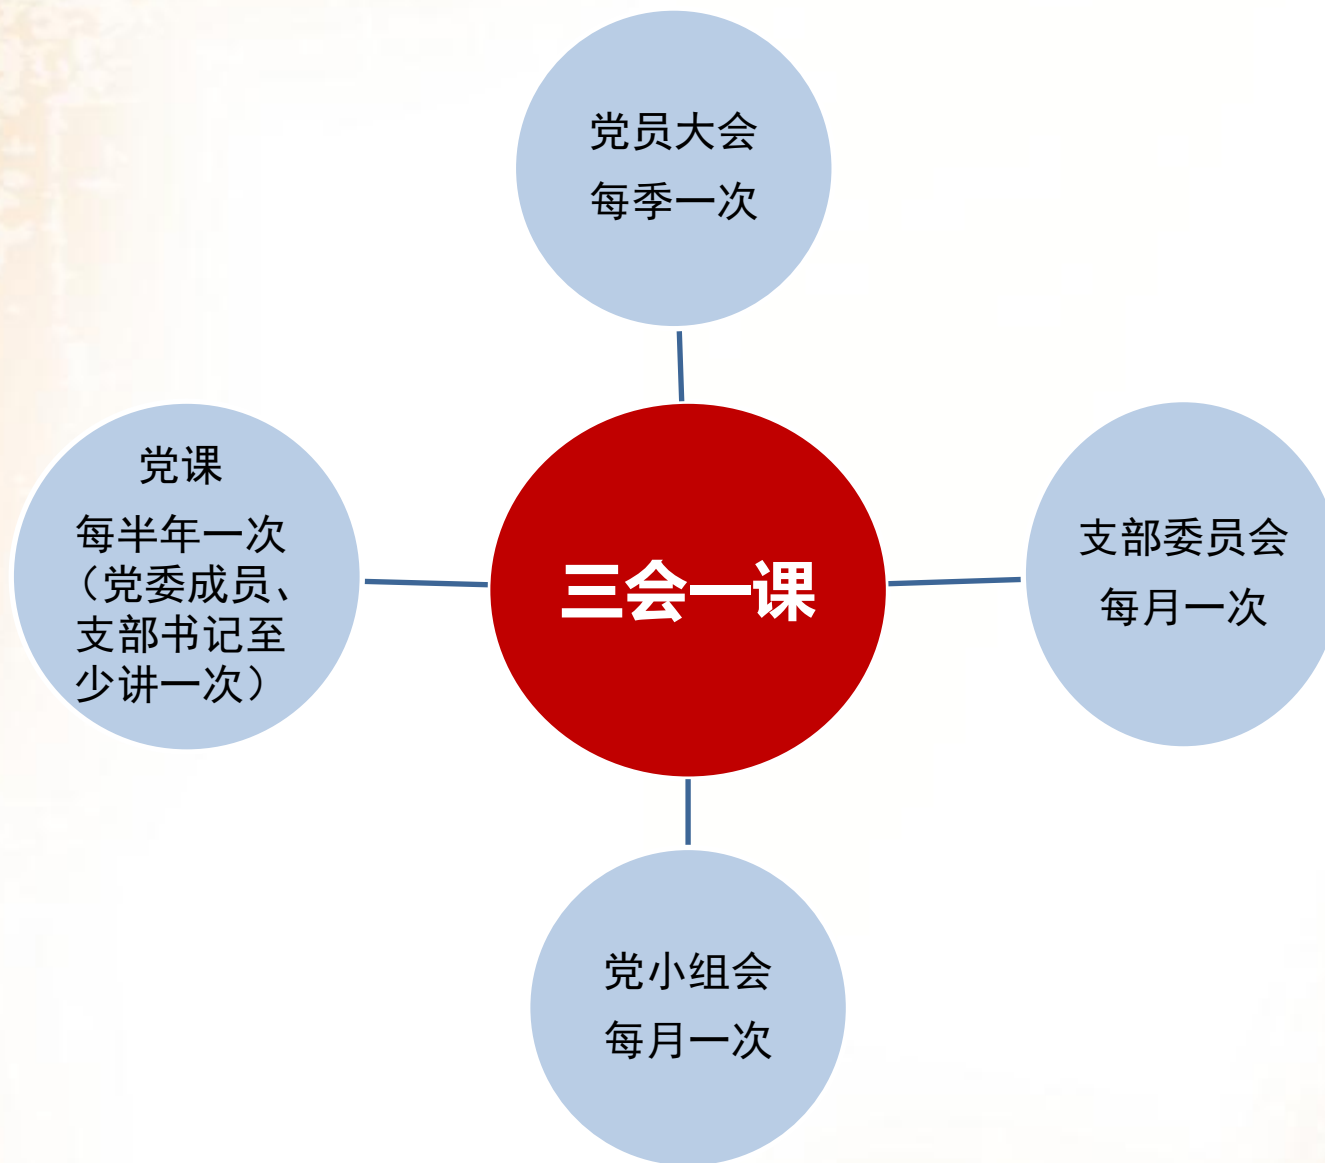 党员大会
每季一次
党课
每半年一次
（党委成员、
支部书记至
少讲一次）
三会一课
支部委员会
每月一次
党小组会
每月一次